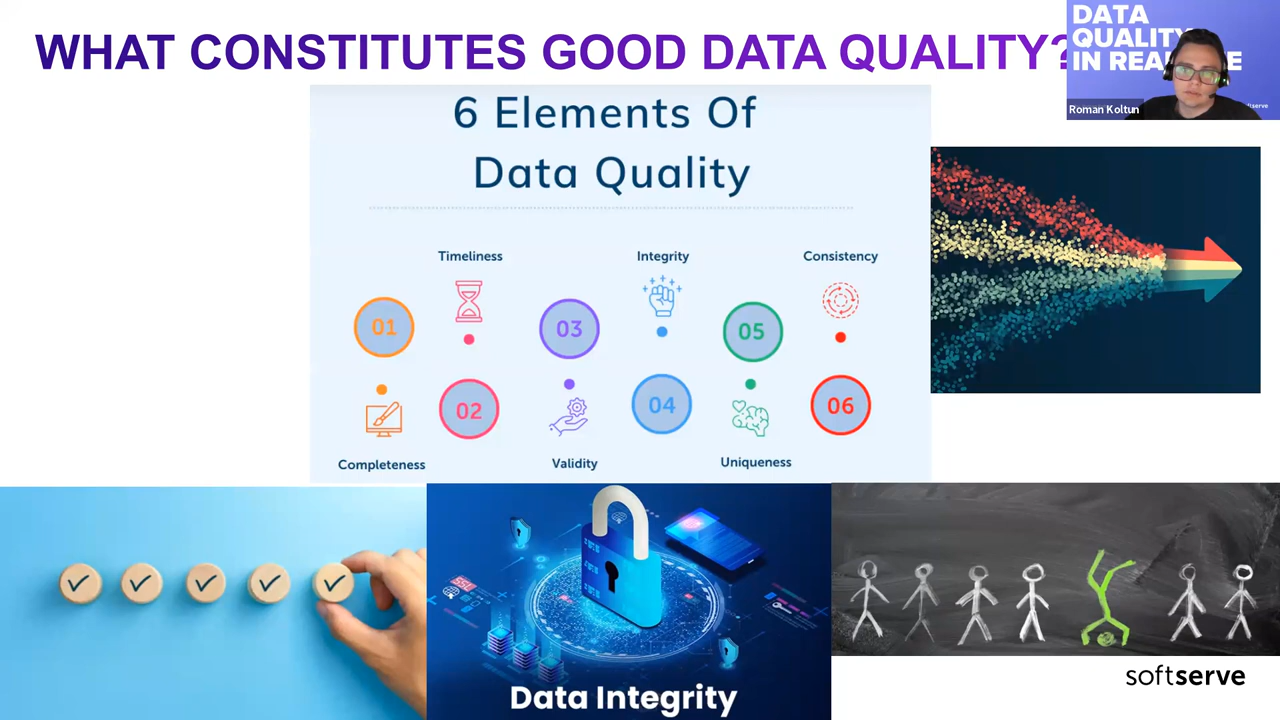 WHAT CONSTITUTES GOOD DATA QUALITY?
DATA
QUALITY
IN REA
Roman Koltun
6 Elements Of
Data Quality
Timeliness
Integrity
Consistency
01
03
05
02
04
06
Completeness
Validity
Uniqueness
SSL
Data Integrity
softserve